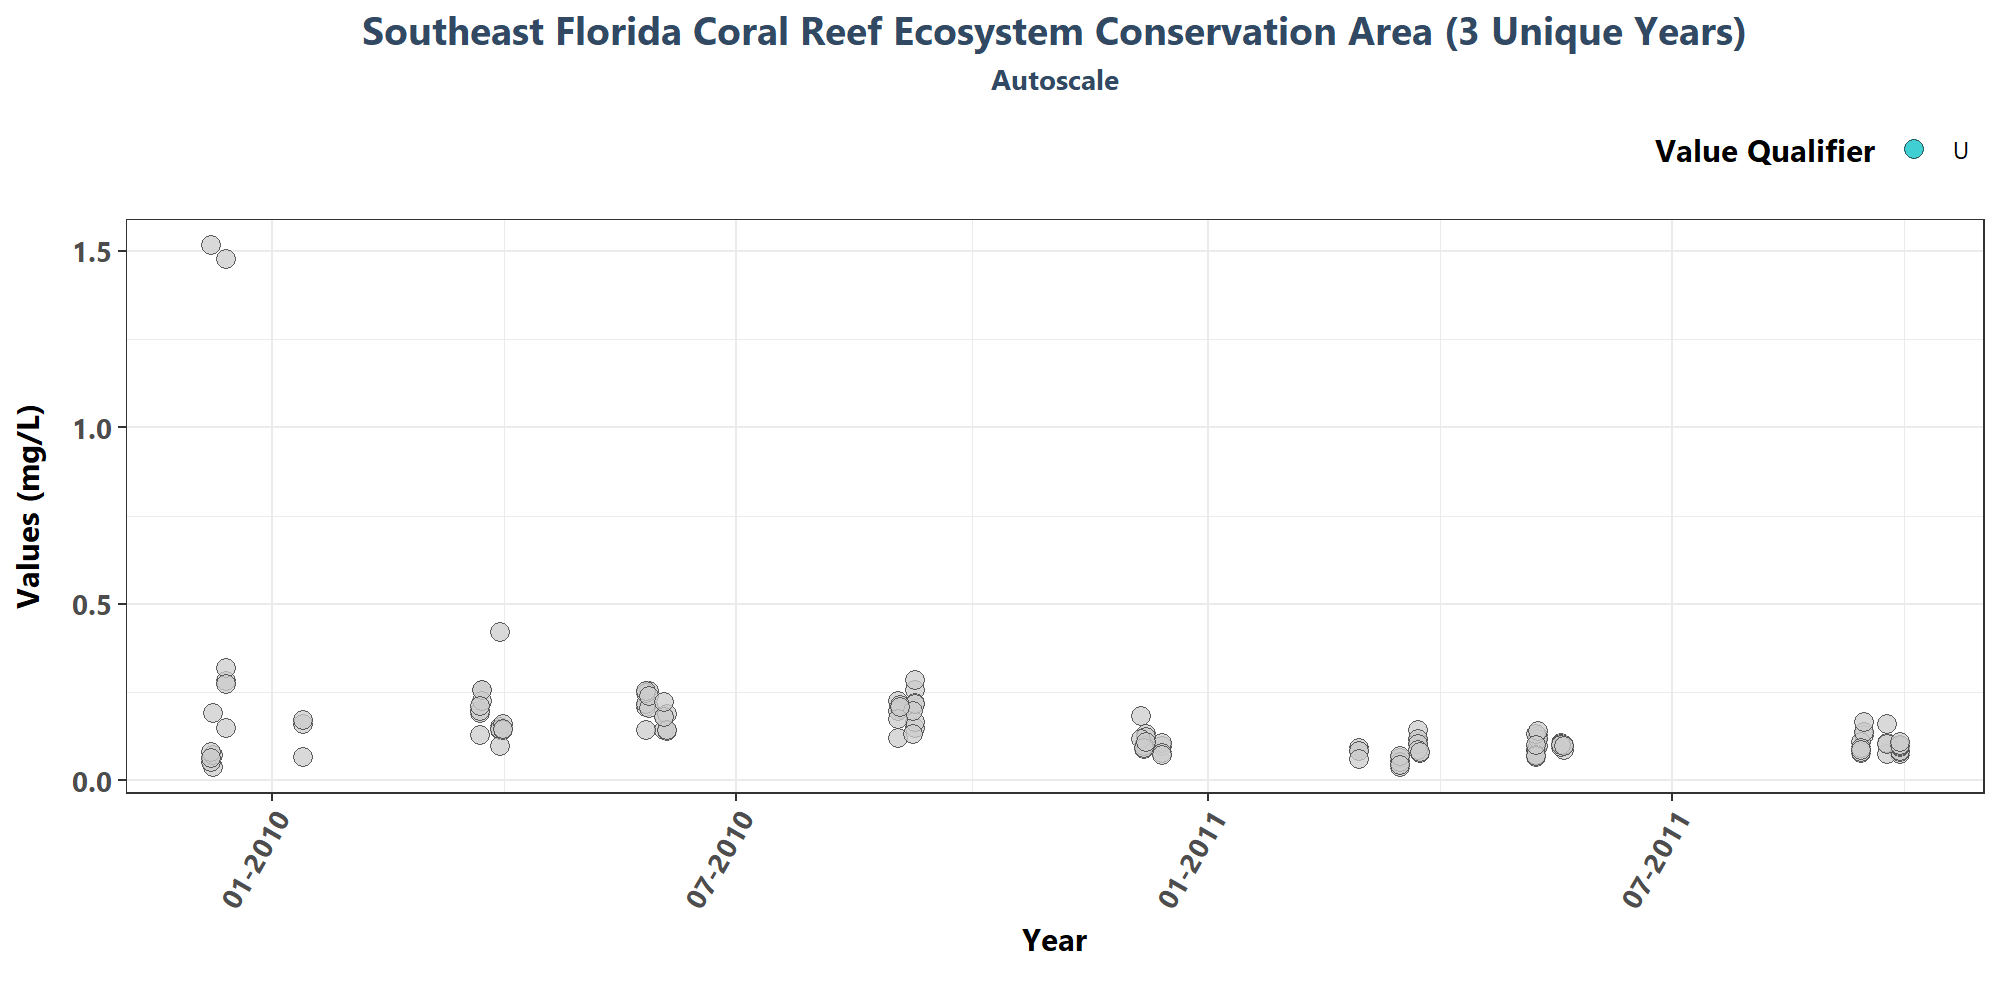 Southeast Florida Coral Reef Ecosystem Conservation Area (3 Unique Years)
Autoscale
Value Qualifier U
1.5
1.0
0.5
0.0
Values (mg/L)
01-2010 07-2010 01-2011 07-2011
Year